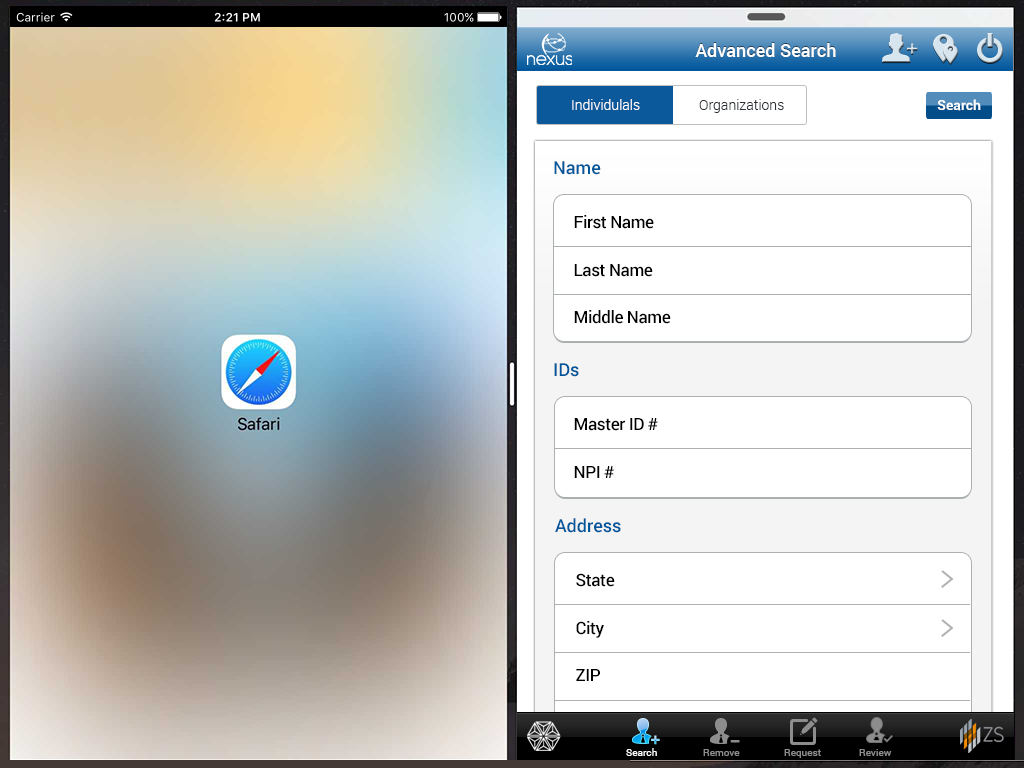 Carrier
2:21 PM
100%
Safari
nexus
Advanced Search
Individulals
Organizations
Search
Name
First Name
Last Name
Middle Name
IDs
Master ID #
NPI #
Address
State
City
ZIP
Search
Remove
Request
Review
ZS